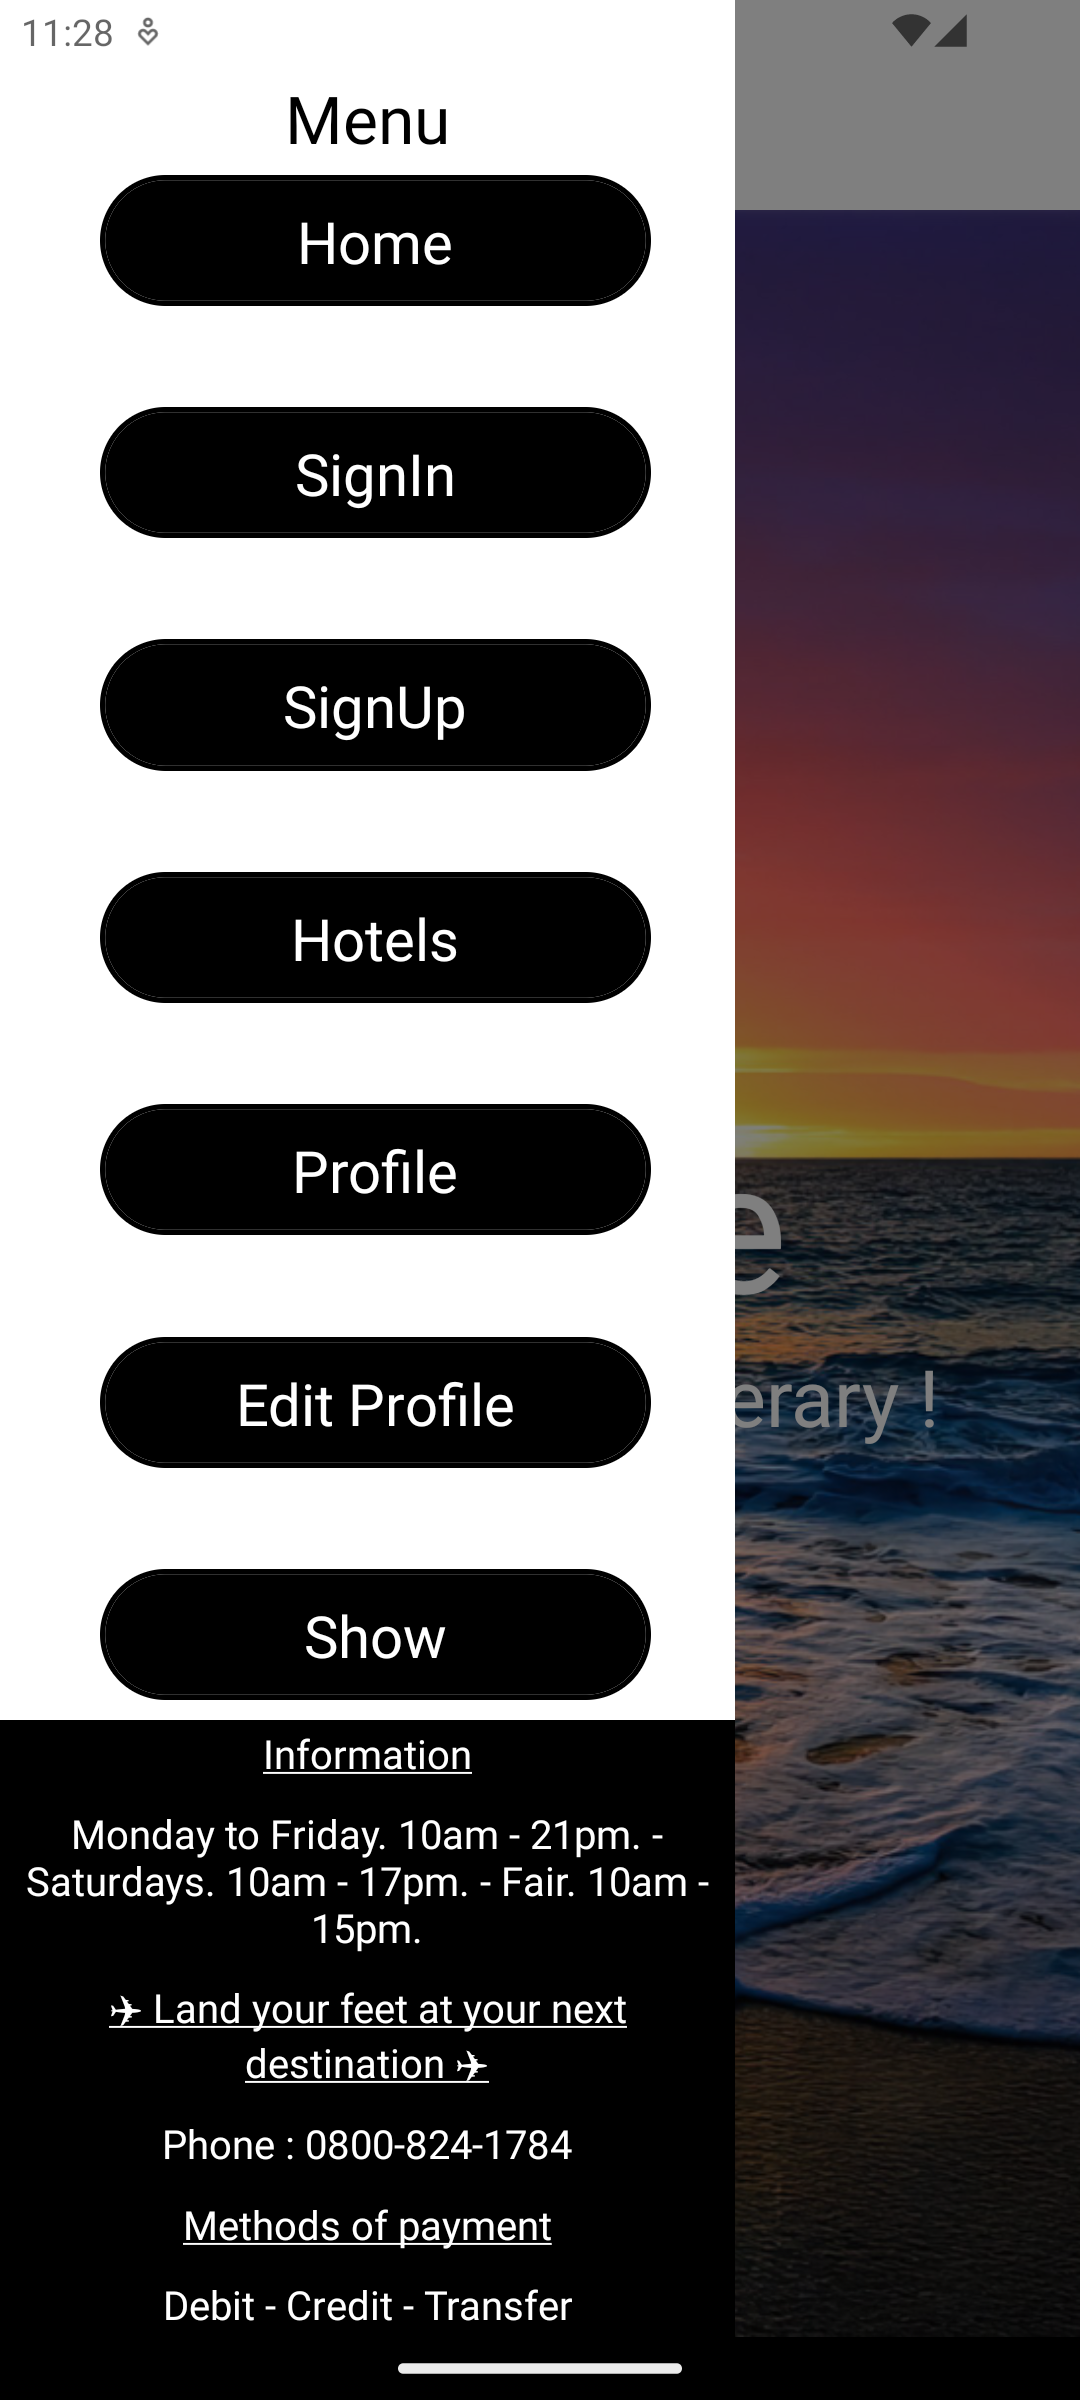 11:28
Menu
Home
SignIn
SignUp
Hotels
Profile
e
Edit Profile
erary !
Show
Information
Monday to Friday. 10am - 21pm. -
Saturdays. 10am - 17pm. - Fair. 10am -
15pm.
✈ Land your feet at your next
destination ✈
Phone : 0800-824-1784
Methods of payment
Debit - Credit - Transfer